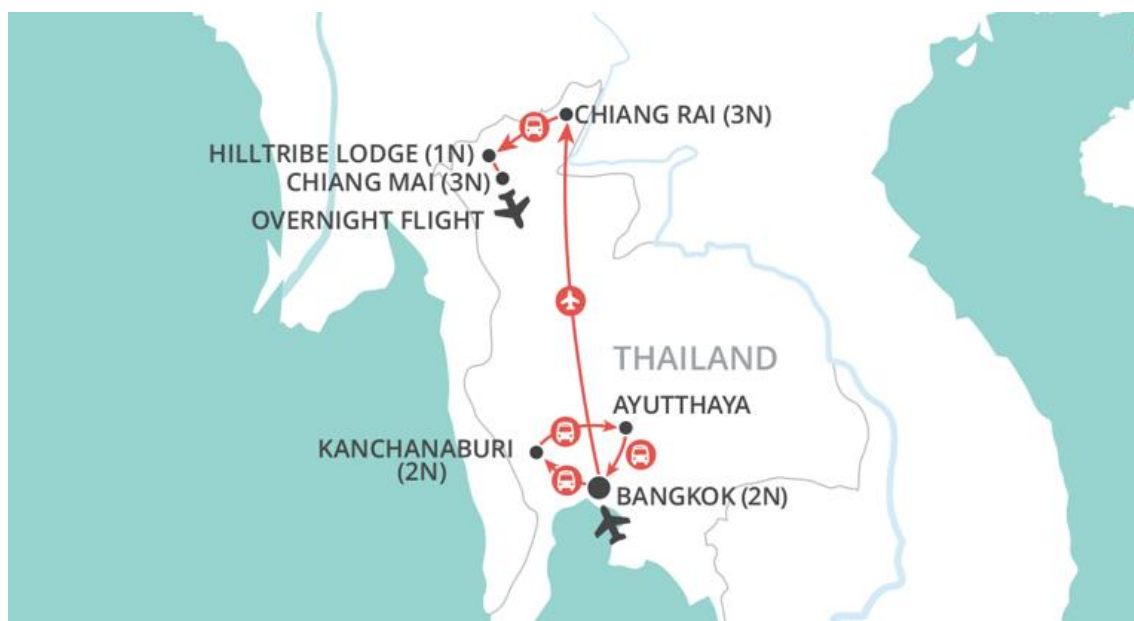 CHIANG RAI (3N)
HILLTRIBE LODGE (1N)
CHIANG MAI (3N)
OVERNIGHT FLIGHT
THAILAND
AYUTTHAYA
KANCHANABURI
(2N)
BANGKOK (2N)